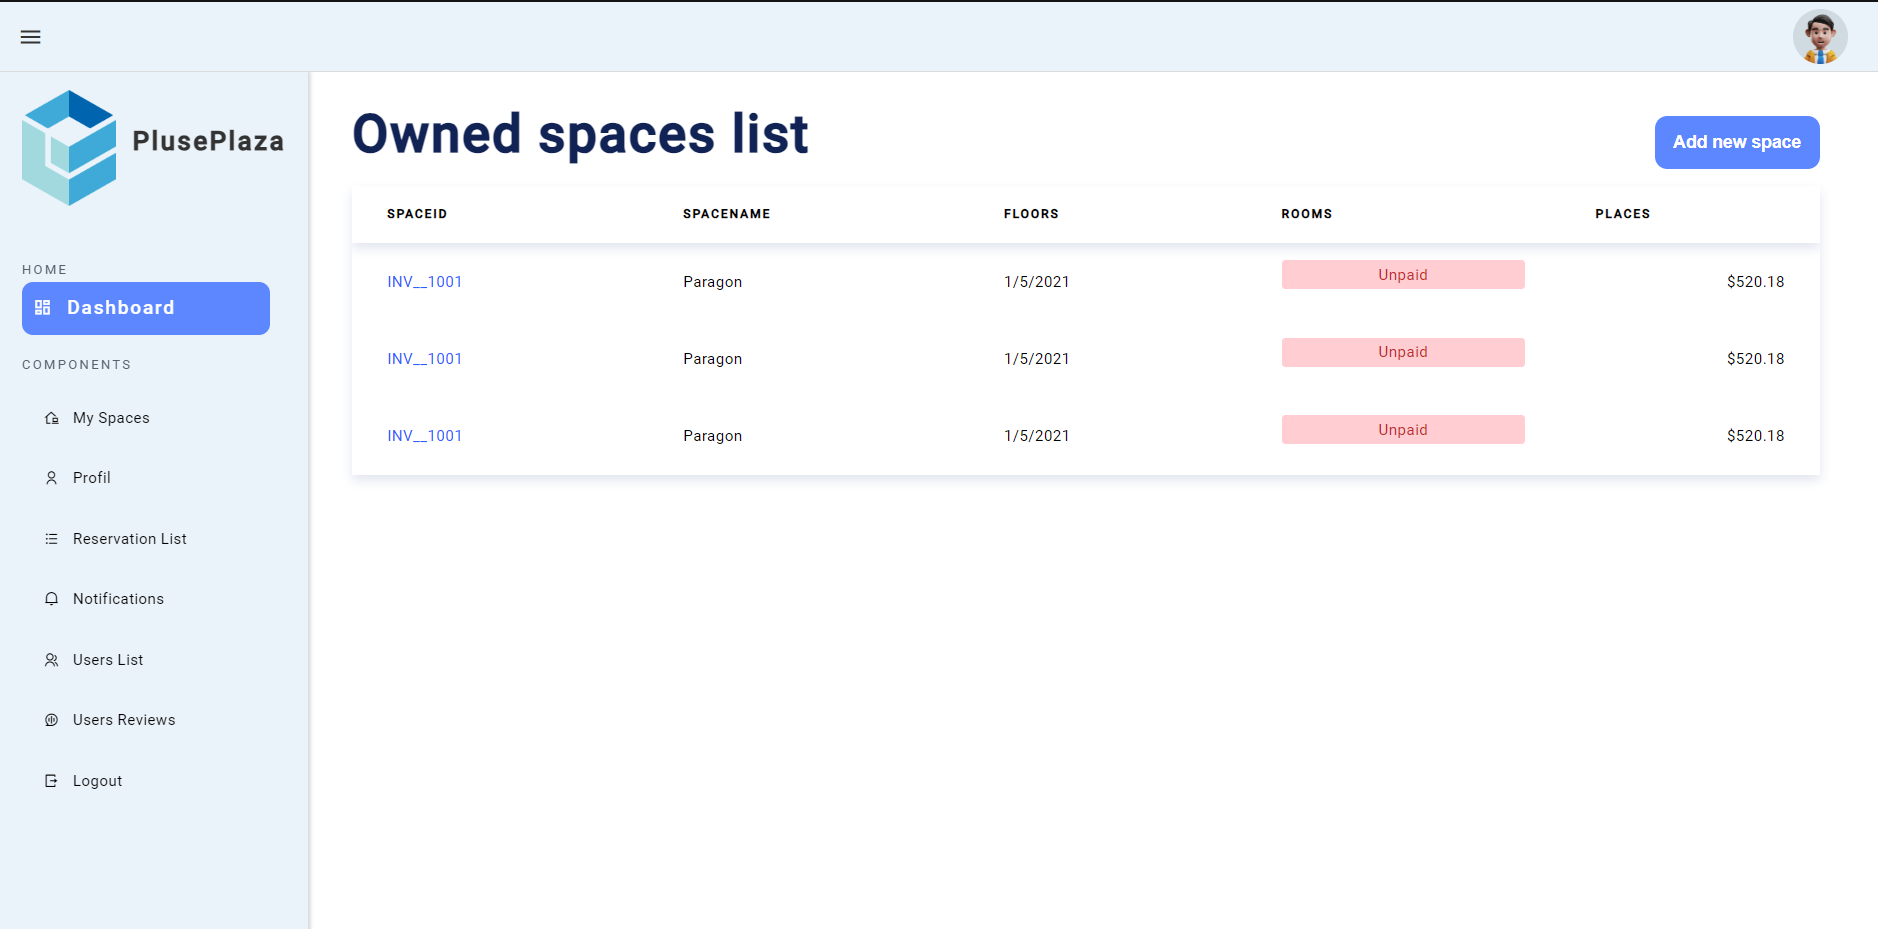 PlusePlaza
HOME
Dashboard
COMPONENTS
My Spaces
Profil
Reservation List
Notifications
Users List
Users Reviews
Logout
Owned spaces list
Add new space
SPACEID SPACENAME FLOORS ROOMS PLACES
INV__1001 Paragon 1/5/2021 Unpaid $520.18
INV__1001 Paragon 1/5/2021 Unpaid $520.18
INV__1001 Paragon 1/5/2021 Unpaid $520.18